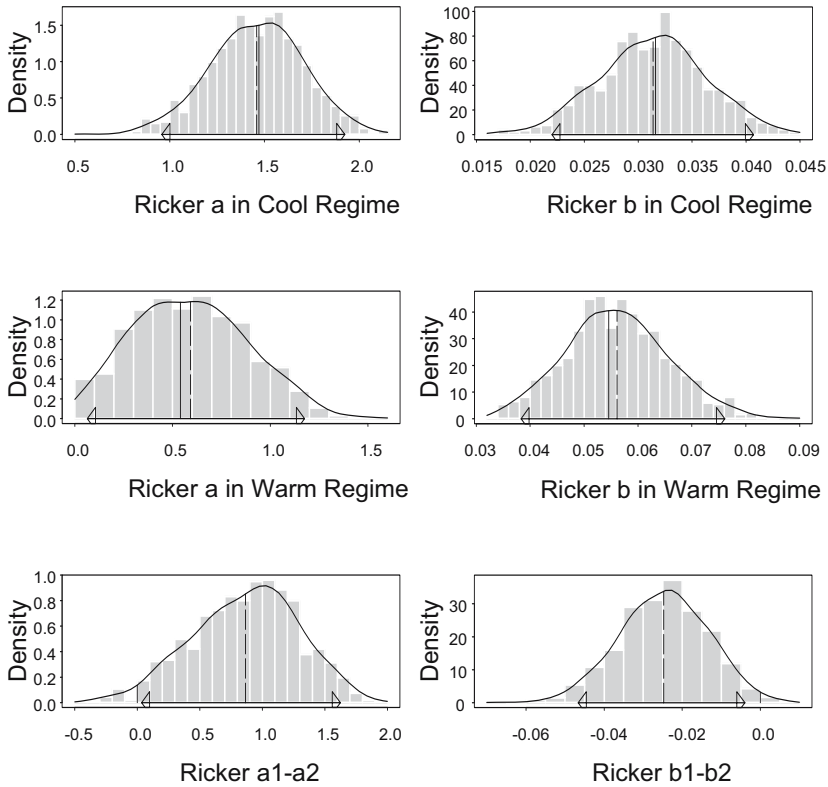 Density
1.5
1.0
0.5
0.0
0.5 1.0 1.5 2.0
Ricker a in Cool Regime
Density
100
80
60
40
20
0
0.015 0.020 0.025 0.030 0.035 0.040 0.045
Ricker b in Cool Regime
Density
1.2
1.0
0.8
0.6
0.4
0.2
0.0
0.0 0.5 1.0 1.5
Ricker a in Warm Regime
Density
40
30
20
10
0
0.03 0.04 0.05 0.06 0.07 0.08 0.09
Ricker b in Warm Regime
Density
1.0
0.8
0.6
0.4
0.2
0.0
-0.5 0.0 0.5 1.0 1.5 2.0
Ricker a1-a2
Density
30
20
10
0
-0.06 -0.04 -0.02 0.0
Ricker b1-b2